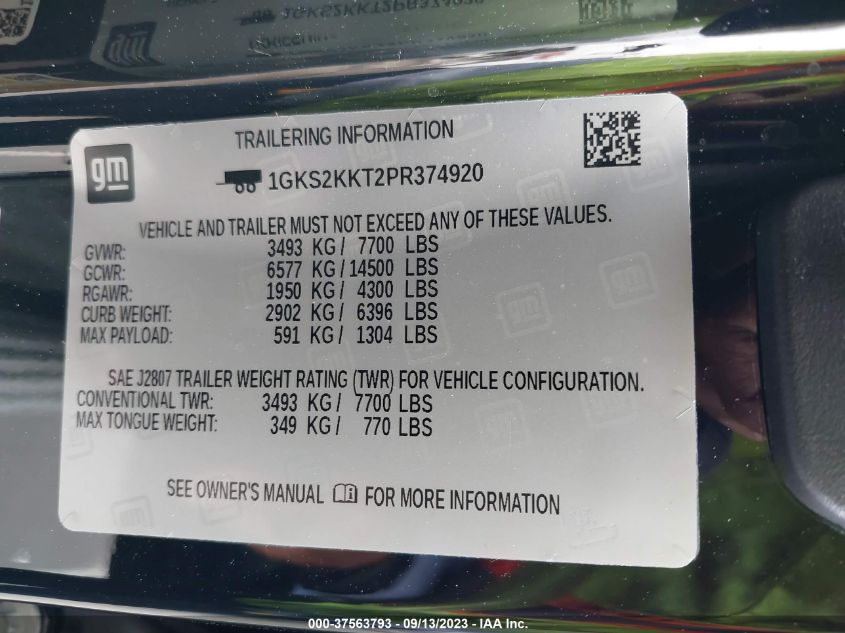 1GKS2KKT2PR374920
gm
TRAILERING INFORMATION
gm
1GKS2KKT2PR374920
VEHICLE AND TRAILER MUST NOT EXCEED ANY OF THESE VALUES.
GVWR: 3493 KG/ 7700 LBS
GCWR: 6577 KG/14500 LBS
RGAWR: 1950 KG/ 4300 LBS
CURB WEIGHT: 2902 KG/ 6396 LBS
MAX PAYLOAD: 591 KG/ 1304 LBS
SAE J2807 TRAILER WEIGHT RATING (TWR) FOR VEHICLE CONFIGURATION.
CONVENTIONAL TWR: 3493 KG/ 7700 LBS
MAX TONGUE WEIGHT: 349 KG/ 770 LBS
SEE OWNER'S MANUAL FOR MORE INFORMATION
000-37563793 - 09/13/2023 - IAA Inc.